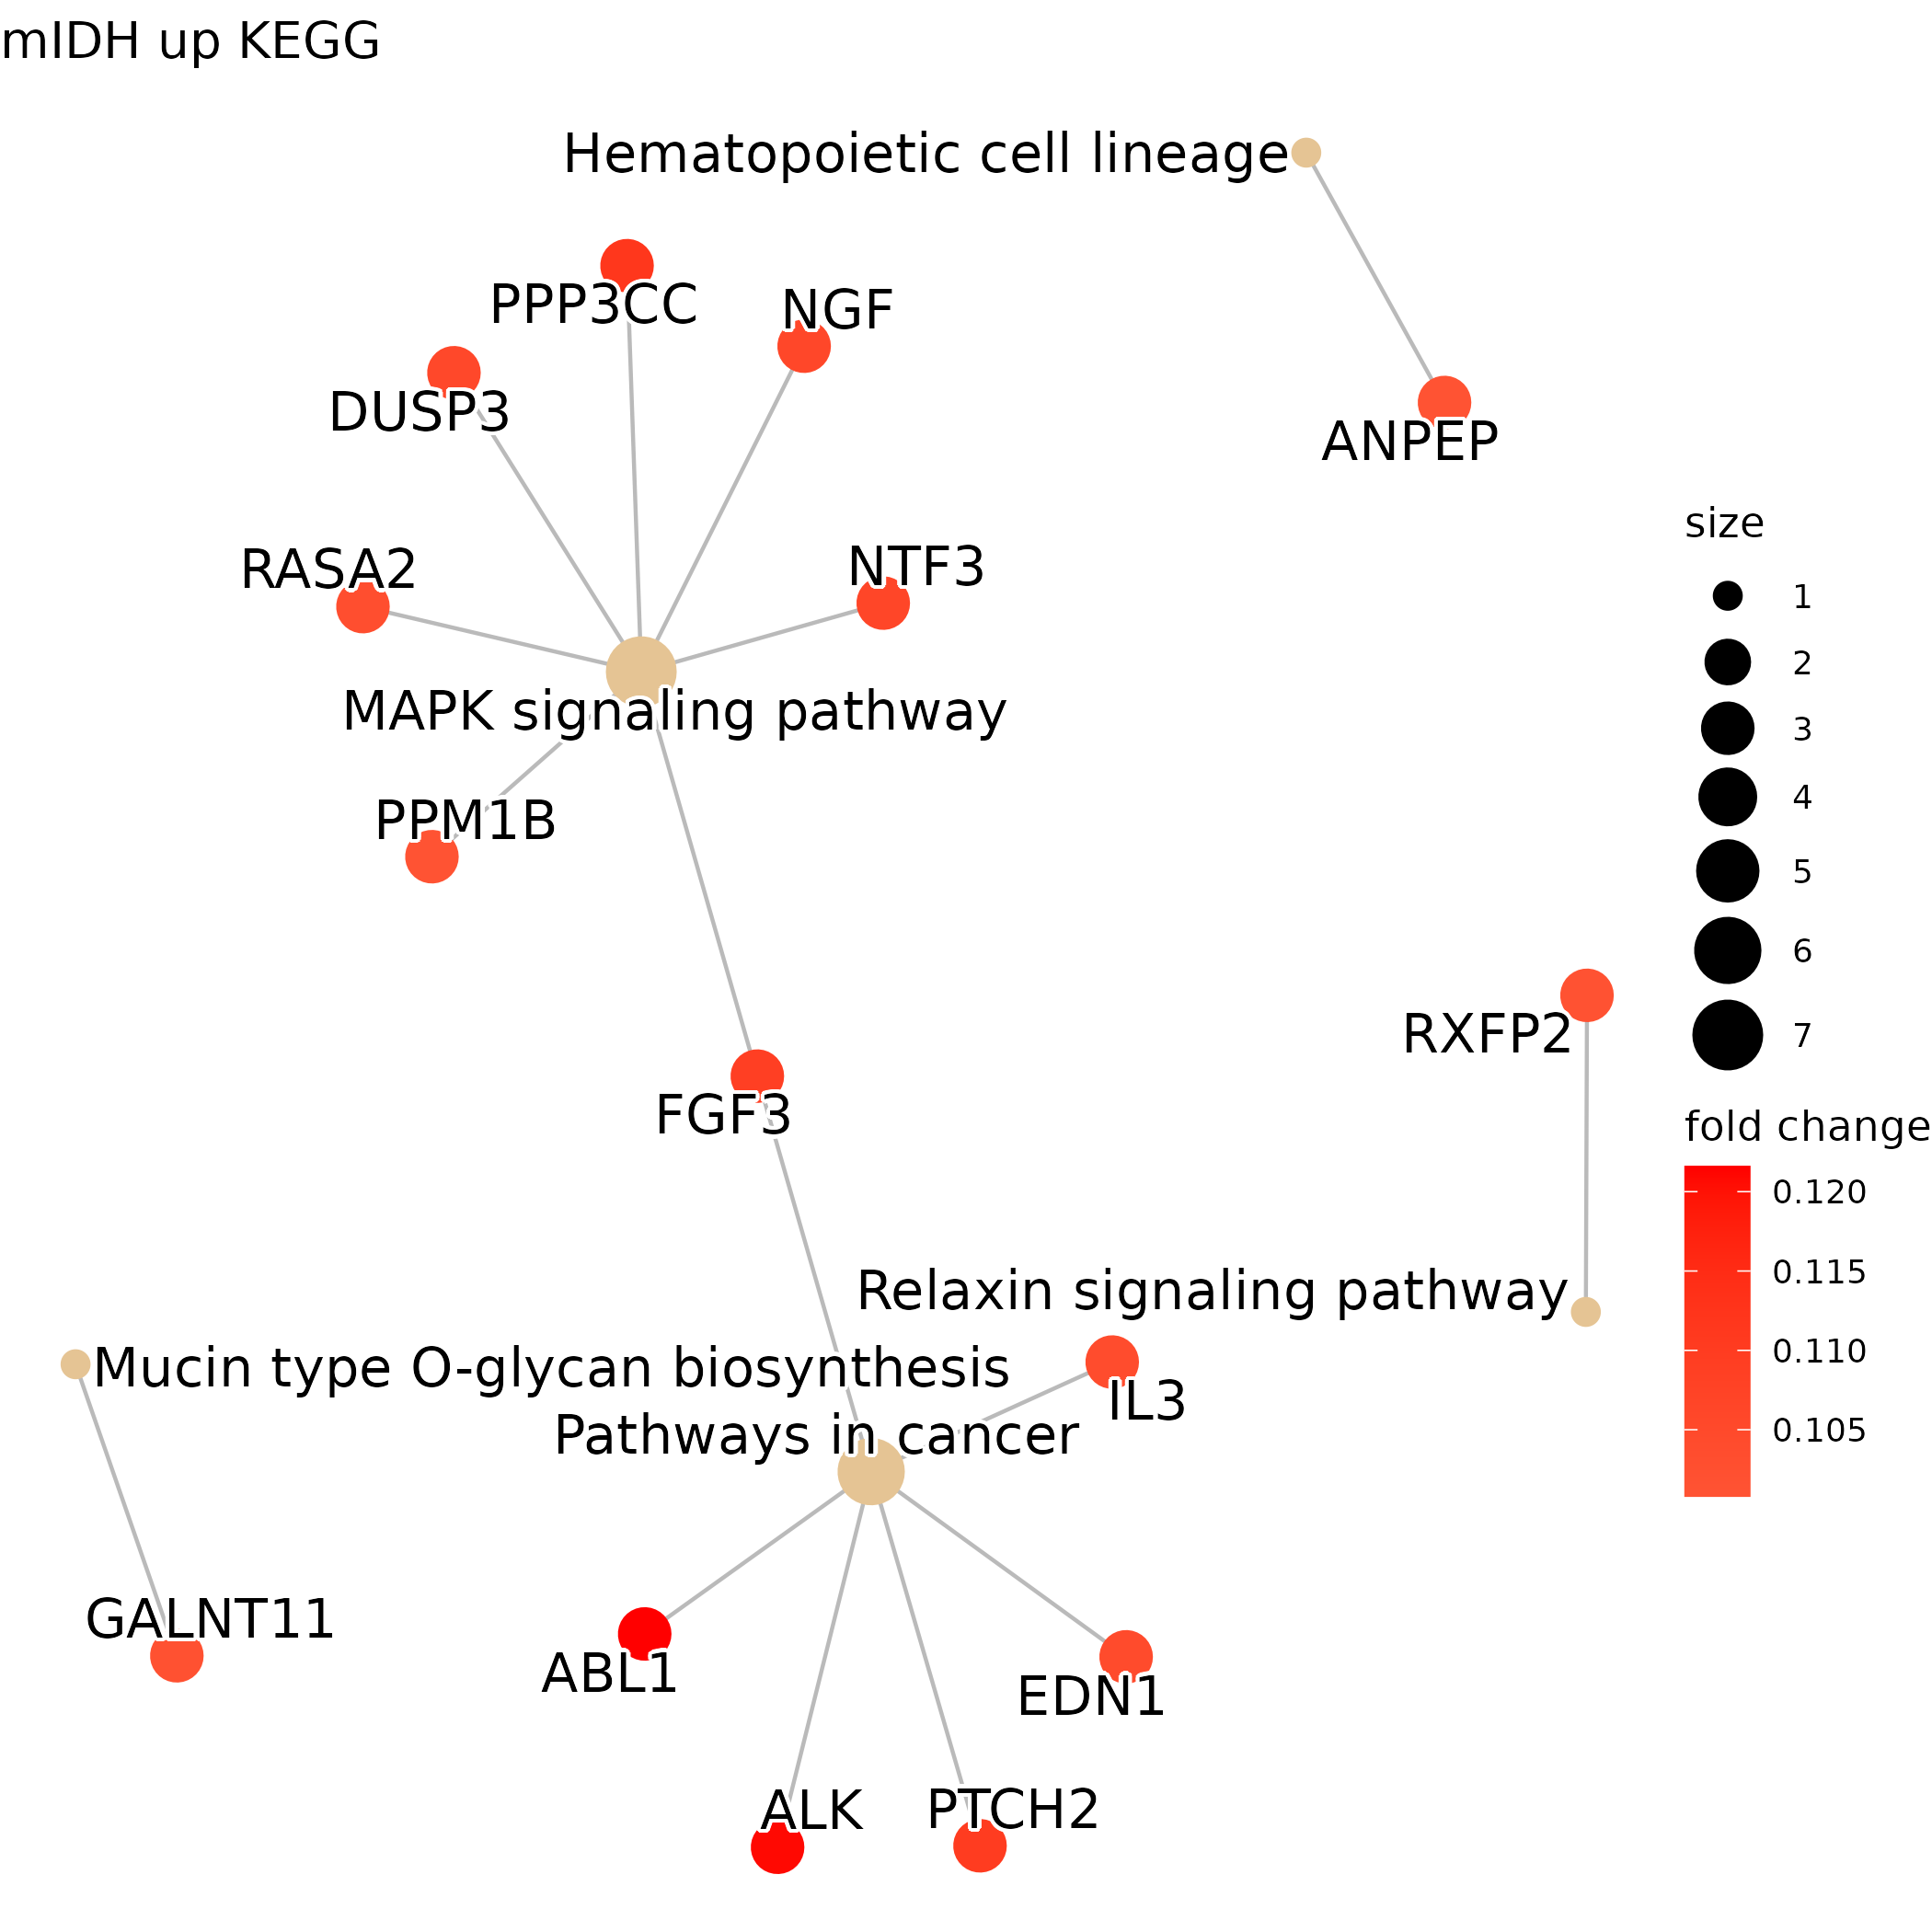 mIDH up KEGG
Hematopoietic cell lineage
PPP3CC
NGF
DUSP3
ANPEP
RASA2
NTF3
MAPK signaling pathway
PPM1B
RXFP2
FGF3
Relaxin signaling pathway
Mucin type O-glycan biosynthesis
IL3
Pathways in cancer
GALNT11
ABL1
EDN1
ALK
PTCH2
size
1
2
3
4
5
6
7
fold change
0.120
0.115
0.110
0.105